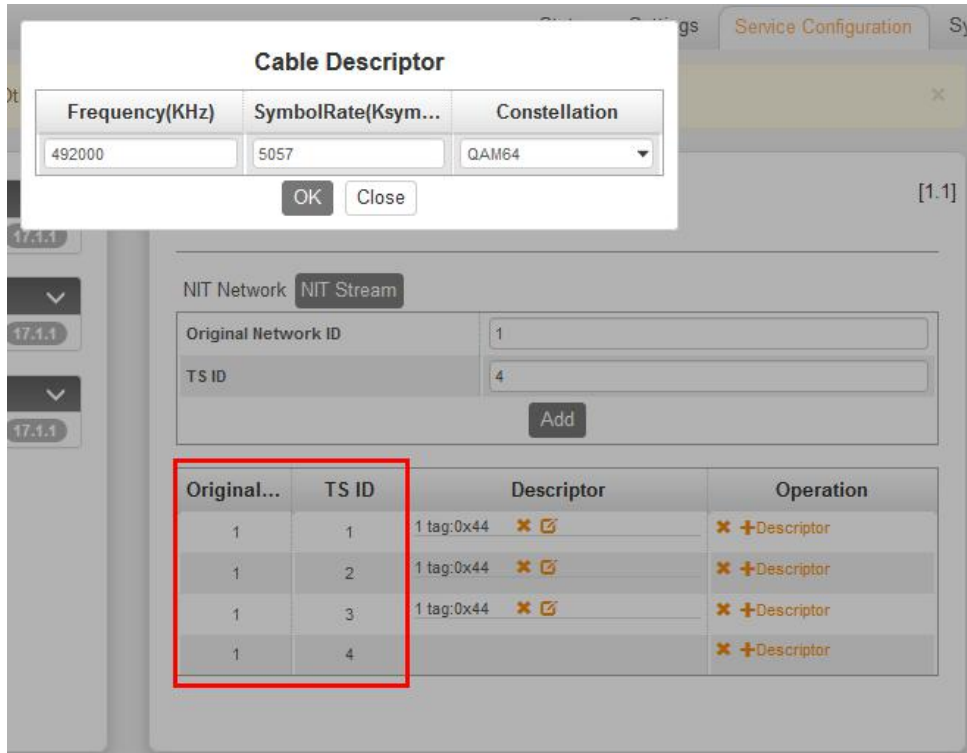 gs Service Configuration Sy
Cable Descriptor
Frequency(KHz) SymbolRate(Ksym... Constellation
492000 5057 QAM64
OK Close
[1.1]
17.1.1
NIT Network NIT Stream
17.1.1
Original Network ID 1
TS ID 4
17.1.1
Add
Original... TS ID Descriptor Operation
1 1 1 tag:0x44 +Descriptor
1 2 1 tag:0x44 +Descriptor
1 3 1 tag:0x44 +Descriptor
1 4 +Descriptor